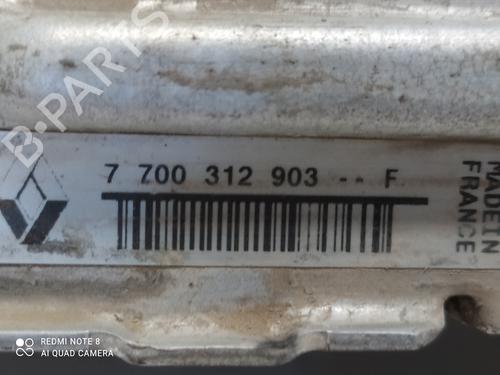 B-PARTS
7 700 312 903 -- F
MADE IN
FRANCE
REDMI NOTE 8
AI QUAD CAMERA